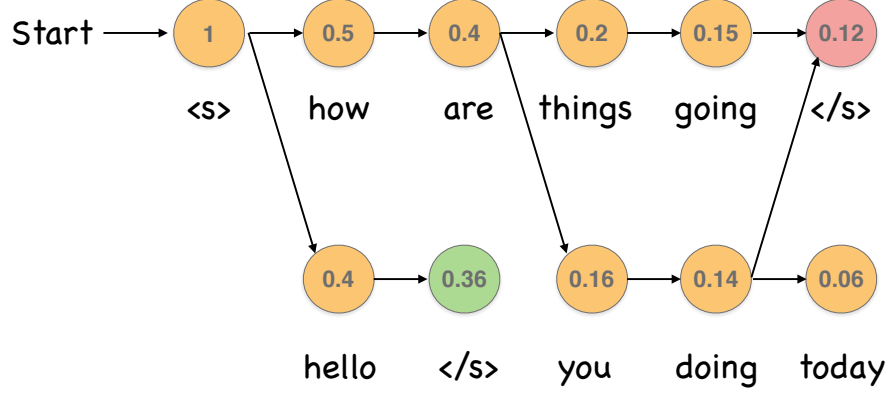 Start 1 0.5 0.4 0.2 0.15 0.12
<s> how are things going </s>
0.4 0.36 0.16 0.14 0.06
hello </s> you doing today